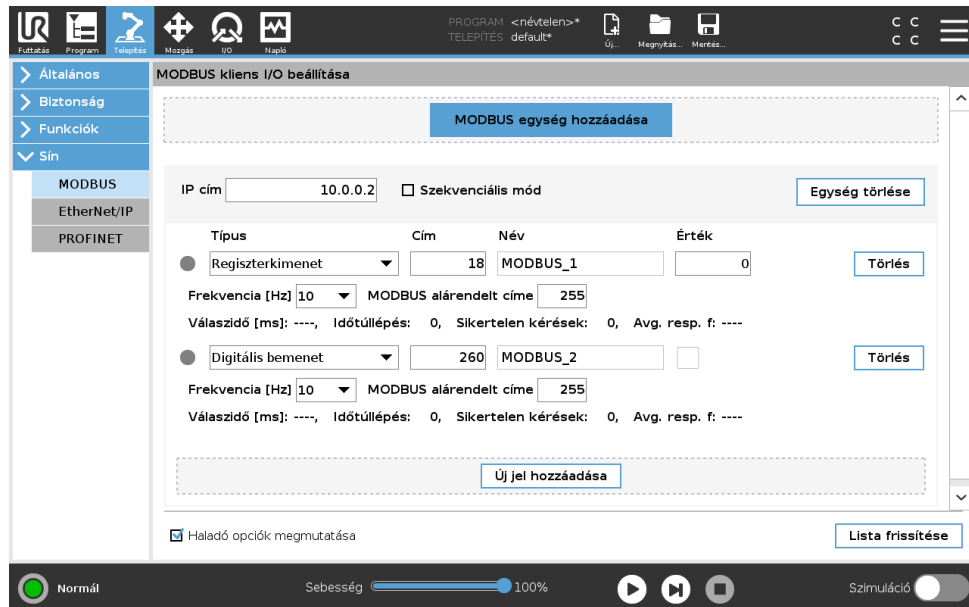 PROGRAM <névtelen>*
TELEPÍTÉS default*
Futtatás Program Telepítés Mozgás I/O Napló Új... Megnyitás... Mentés...
C C
C C
Általános
Biztonság
Funkciók
Sín
MODBUS
EtherNet/IP
PROFINET
MODBUS kliens I/O beállítása
MODBUS egység hozzáadása
IP cím 10.0.0.2 Szekvenciális mód Egység törlése
Típus Cím Név Érték
Regiszterkimenet 18 MODBUS_1 0 Törlés
Frekvencia [Hz] 10 MODBUS alárendelt címe 255
Válaszidő [ms]: ----, Időtúllépés: 0, Sikertelen kérések: 0, Avg. resp. f: ----
Digitális bemenet 260 MODBUS_2 Törlés
Frekvencia [Hz] 10 MODBUS alárendelt címe 255
Válaszidő [ms]: ----, Időtúllépés: 0, Sikertelen kérések: 0, Avg. resp. f: ----
Új jel hozzáadása
Haladó opciók megmutatása Lista frissítése
Normál Sebesség 100% Szimuláció